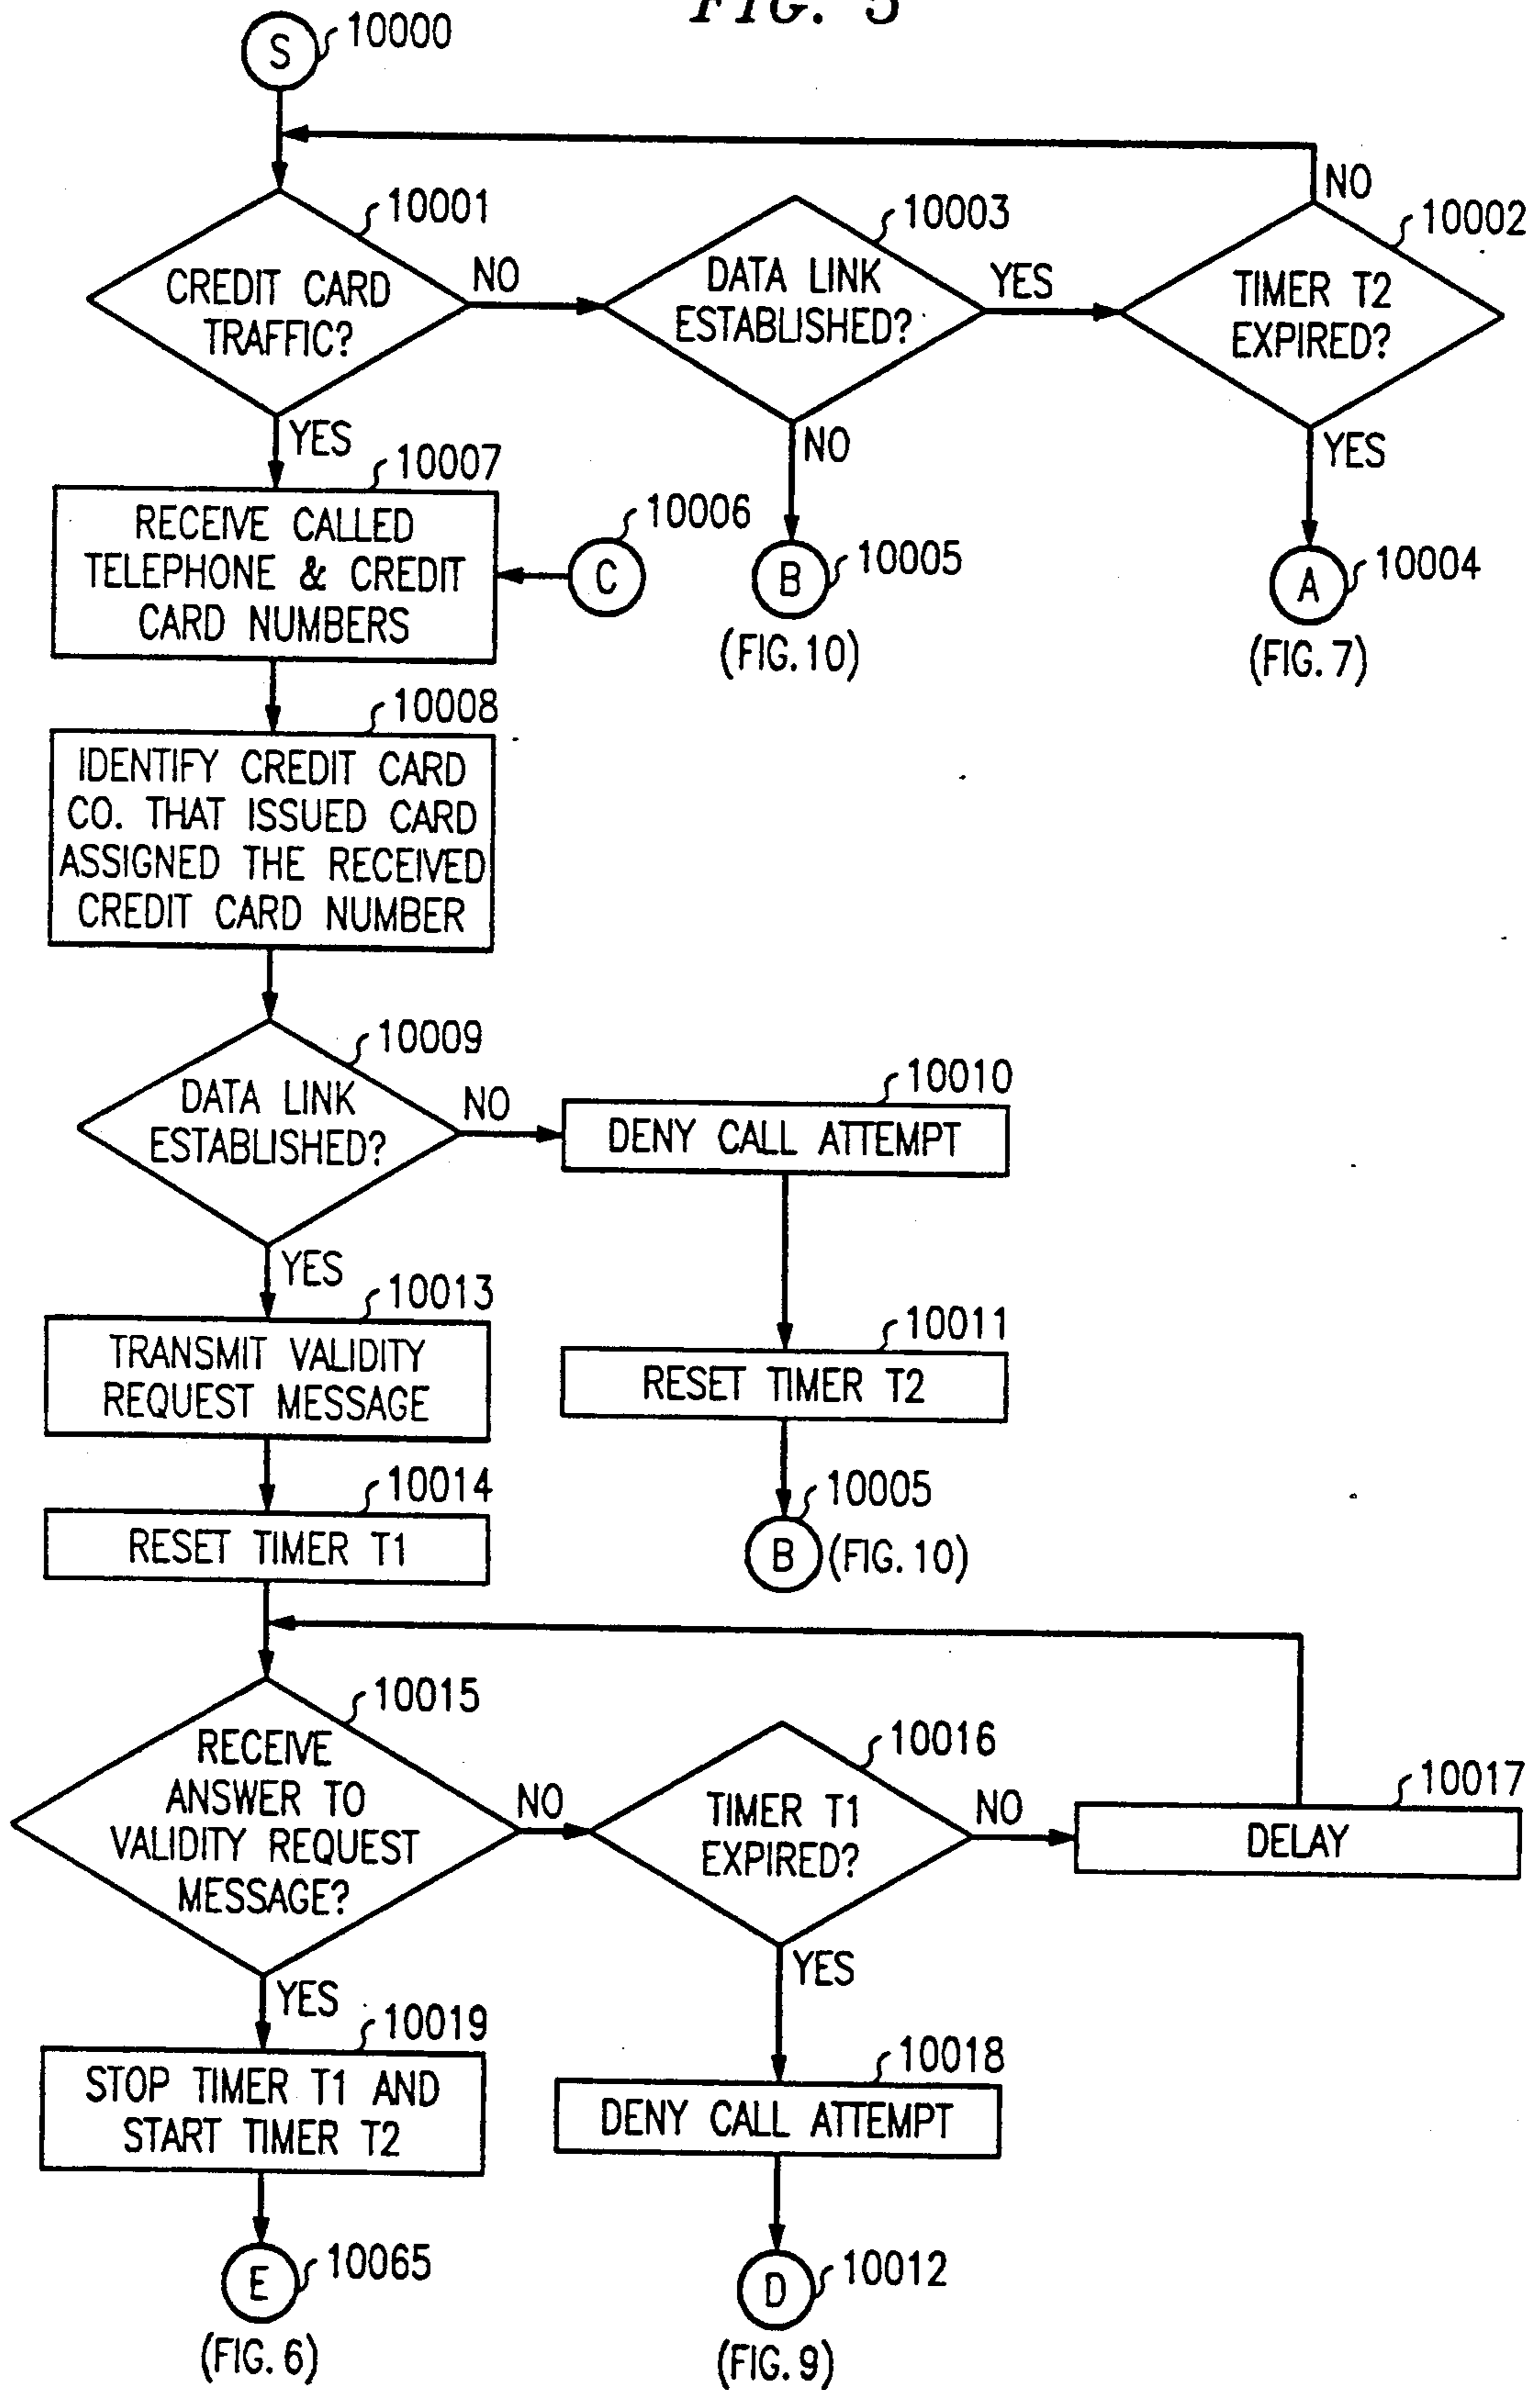 FIG. 5
S
10000
NO
10001
10003
10002
CREDIT CARD
TRAFFIC?
NO
DATA LINK
ESTABLISHED?
YES
TIMER T2
EXPIRED?
YES
NO
YES
10007
RECEIVE CALLED
TELEPHONE & CREDIT
CARD NUMBERS
10006
C
B
10005
(FIG. 10)
A
10004
(FIG. 7)
10008
IDENTIFY CREDIT CARD
CO. THAT ISSUED CARD
ASSIGNED THE RECEIVED
CREDIT CARD NUMBER
10009
DATA LINK
ESTABLISHED?
NO
10010
DENY CALL ATTEMPT
YES
10013
TRANSMIT VALIDITY
REQUEST MESSAGE
10011
RESET TIMER T2
10014
RESET TIMER T1
10005
B
(FIG. 10)
10015
RECEIVE
ANSWER TO
VALIDITY REQUEST
MESSAGE?
NO
10016
TIMER T1
EXPIRED?
NO
10017
DELAY
YES
YES
10019
STOP TIMER T1 AND
START TIMER T2
10018
DENY CALL ATTEMPT
E
10065
(FIG. 6)
D
10012
(FIG. 9)